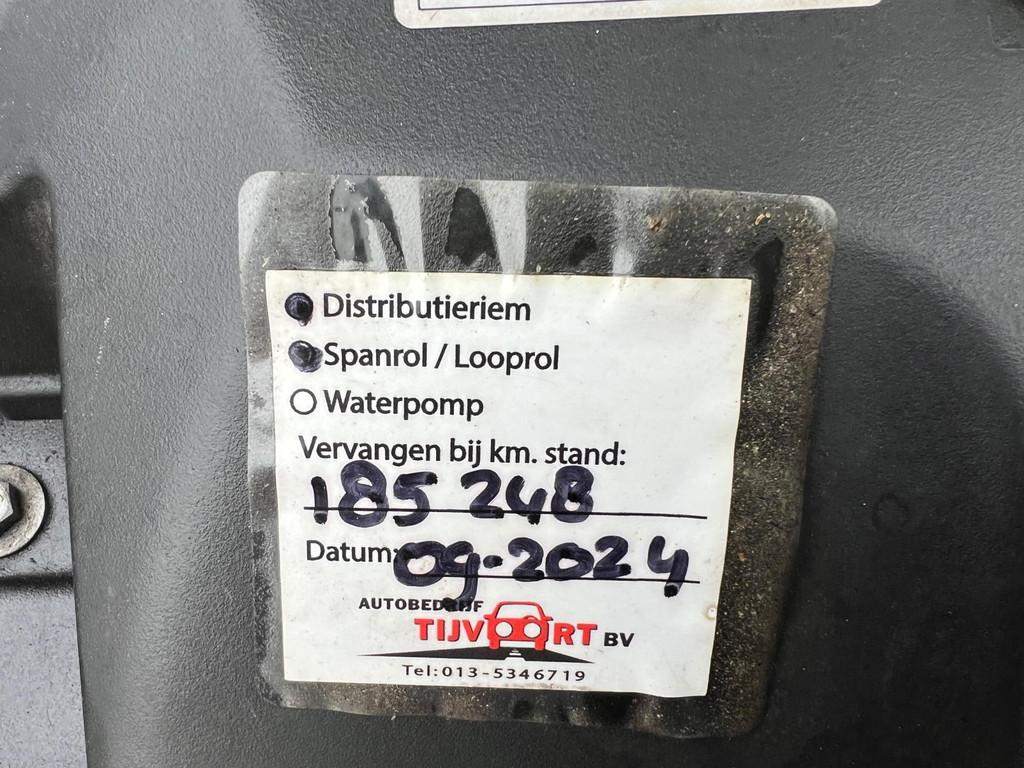 Distributieriem
Spanrol / Looprol
Waterpomp
Vervangen bij km. stand:
185 248
Datum: 09-2024
AUTOBEDRIJF
TIJVOORT BV
Tel: 013-5346719